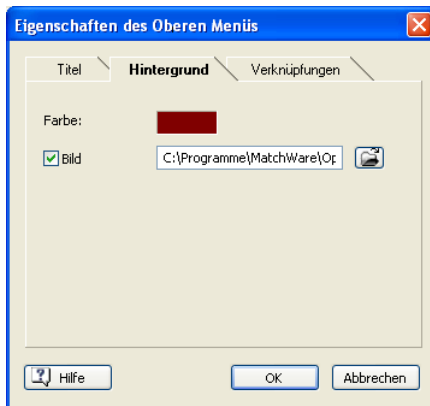 Eigenschaften des Oberen Menüs
Titel Hintergrund Verknüpfungen
Farbe:
Bild C:\Programme\MatchWare\Op
Hilfe OK Abbrechen